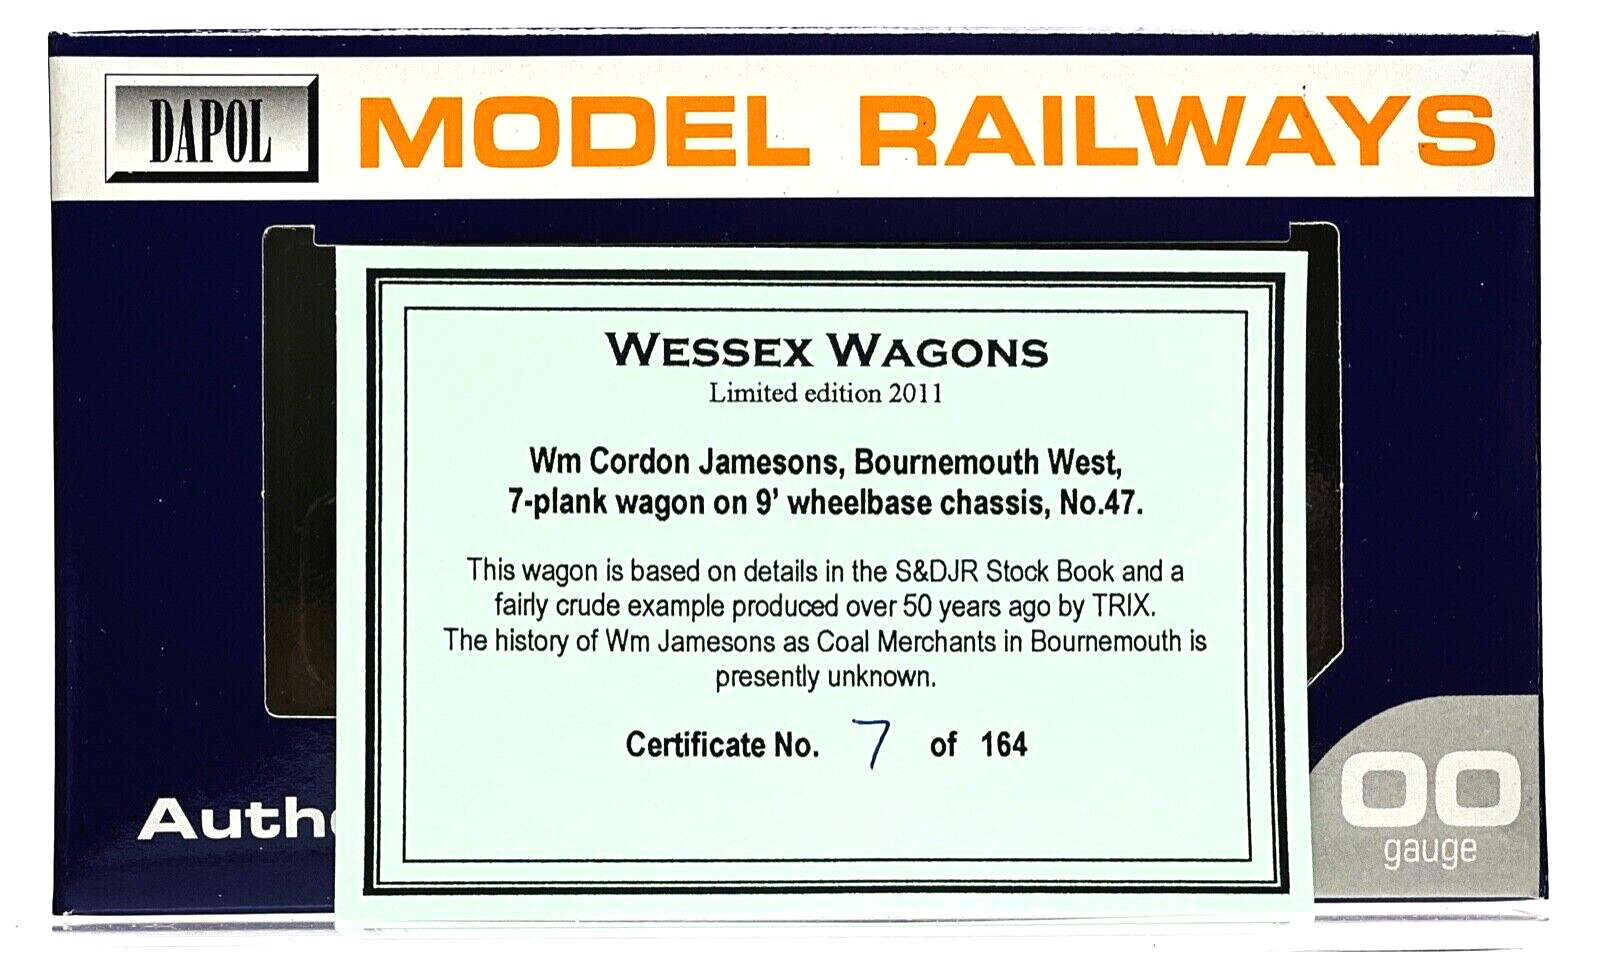 DAPOL
MODEL RAILWAYS
WESSEX WAGONS
Limited edition 2011
Wm Cordon Jamesons, Bournemouth West,
7-plank wagon on 9' wheelbase chassis, No.47.
This wagon is based on details in the S&DJR Stock Book and a
fairly crude example produced over 50 years ago by TRIX.
The history of Wm Jamesons as Coal Merchants in Bournemouth is
presently unknown.
Certificate No. 7 of 164
OO
gauge